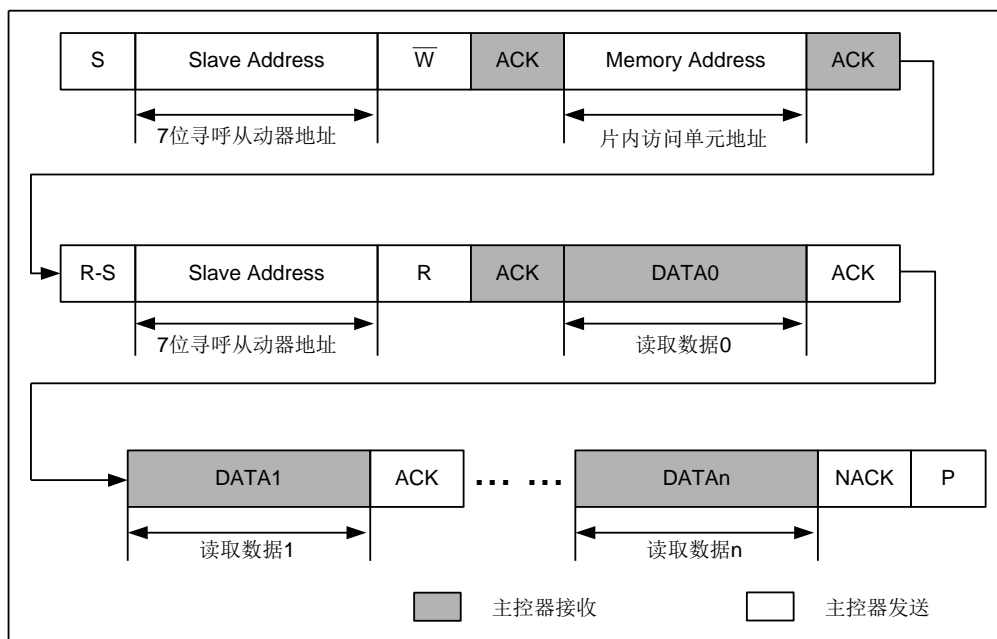 S Slave Address W̅ ACK Memory Address ACK
7位寻呼从动器地址 片内访问单元地址
R-S Slave Address R ACK DATA0 ACK
7位寻呼从动器地址 读取数据0
DATA1 ACK ... ... DATAn NACK P
读取数据1 读取数据n
主控器接收 主控器发送